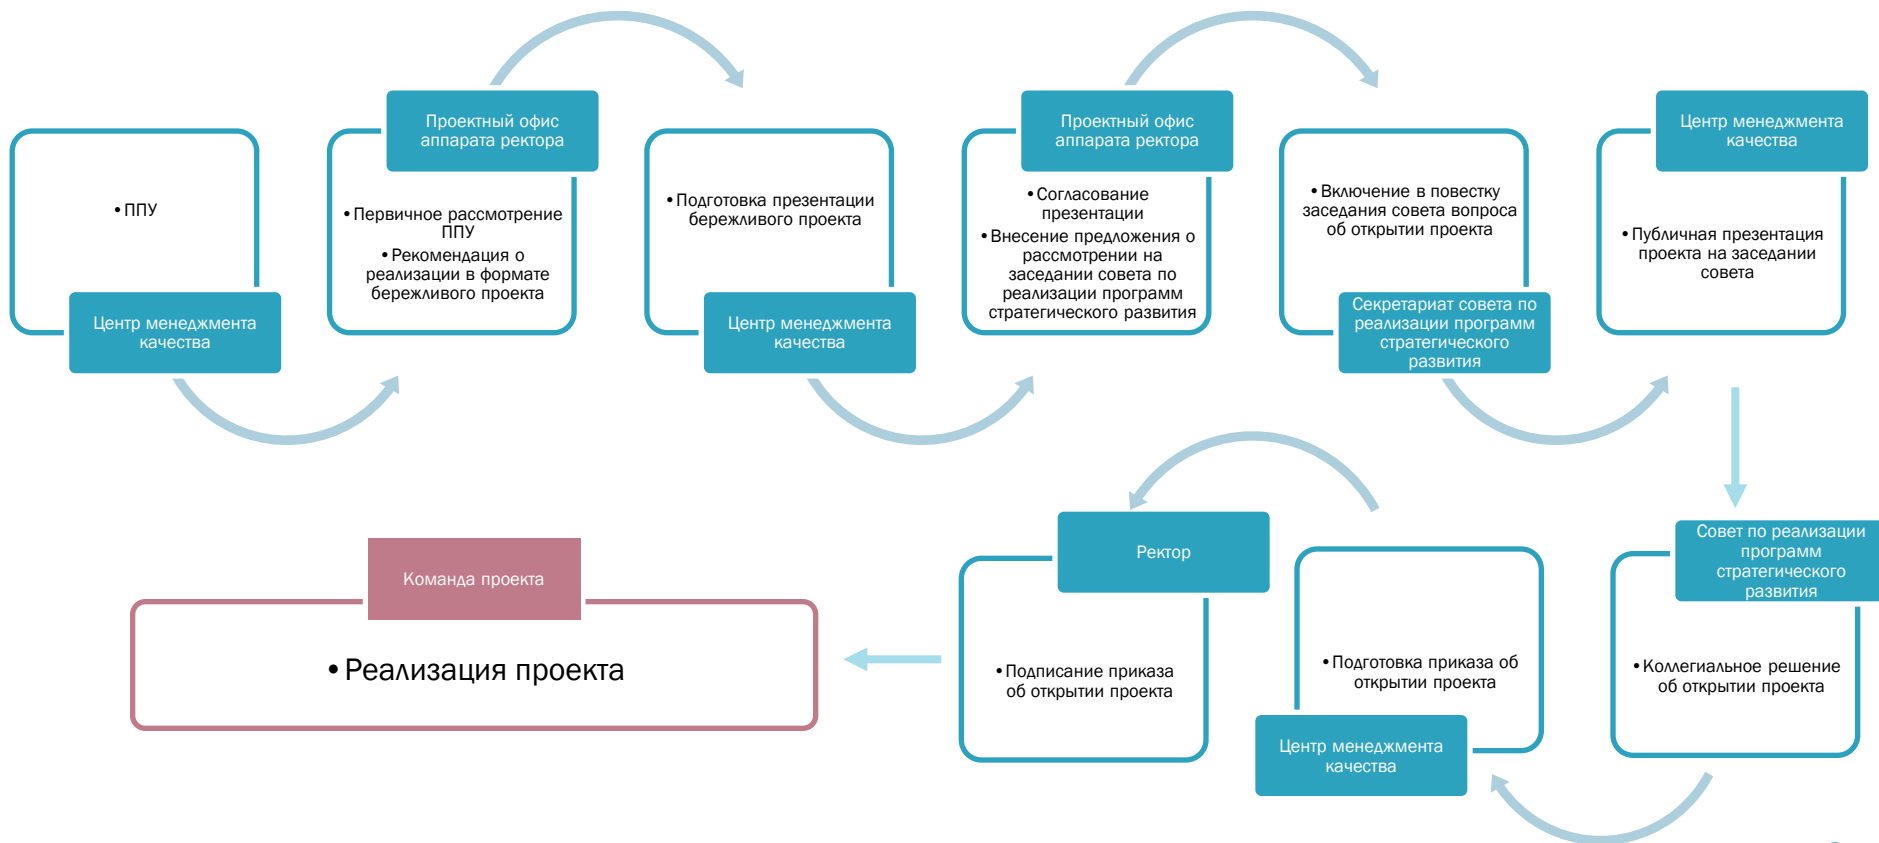 • ППУ
Центр менеджмента
качества
Проектный офис
аппарата ректора
• Первичное рассмотрение
ППУ
• Рекомендация о
реализации в формате
бережливого проекта
• Подготовка презентации
бережливого проекта
Центр менеджмента
качества
Проектный офис
аппарата ректора
• Согласование
презентации
• Внесение предложения о
рассмотрении на
заседании совета по
реализации программ
стратегического развития
• Включение в повестку
заседания совета вопроса
об открытии проекта
Секретариат совета по
реализации программ
стратегического
развития
Центр менеджмента
качества
• Публичная презентация
проекта на заседании
совета
Совет по реализации
программ
стратегического
развития
• Коллегиальное решение
об открытии проекта
• Подготовка приказа об
открытии проекта
Центр менеджмента
качества
Ректор
• Подписание приказа
об открытии проекта
Команда проекта
• Реализация проекта